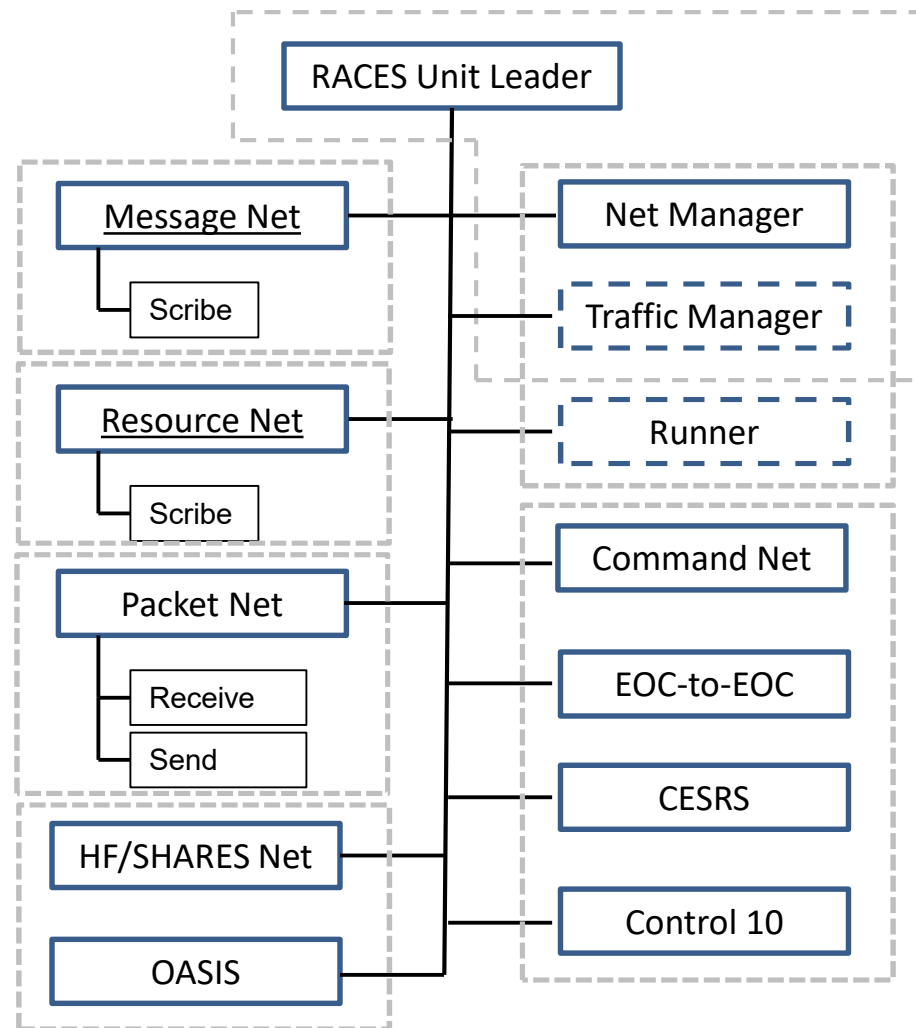 RACES Unit Leader
Message Net
Scribe
Resource Net
Scribe
Packet Net
Receive
Send
HF/SHARES Net
OASIS
Net Manager
Traffic Manager
Runner
Command Net
EOC-to-EOC
CESRS
Control 10